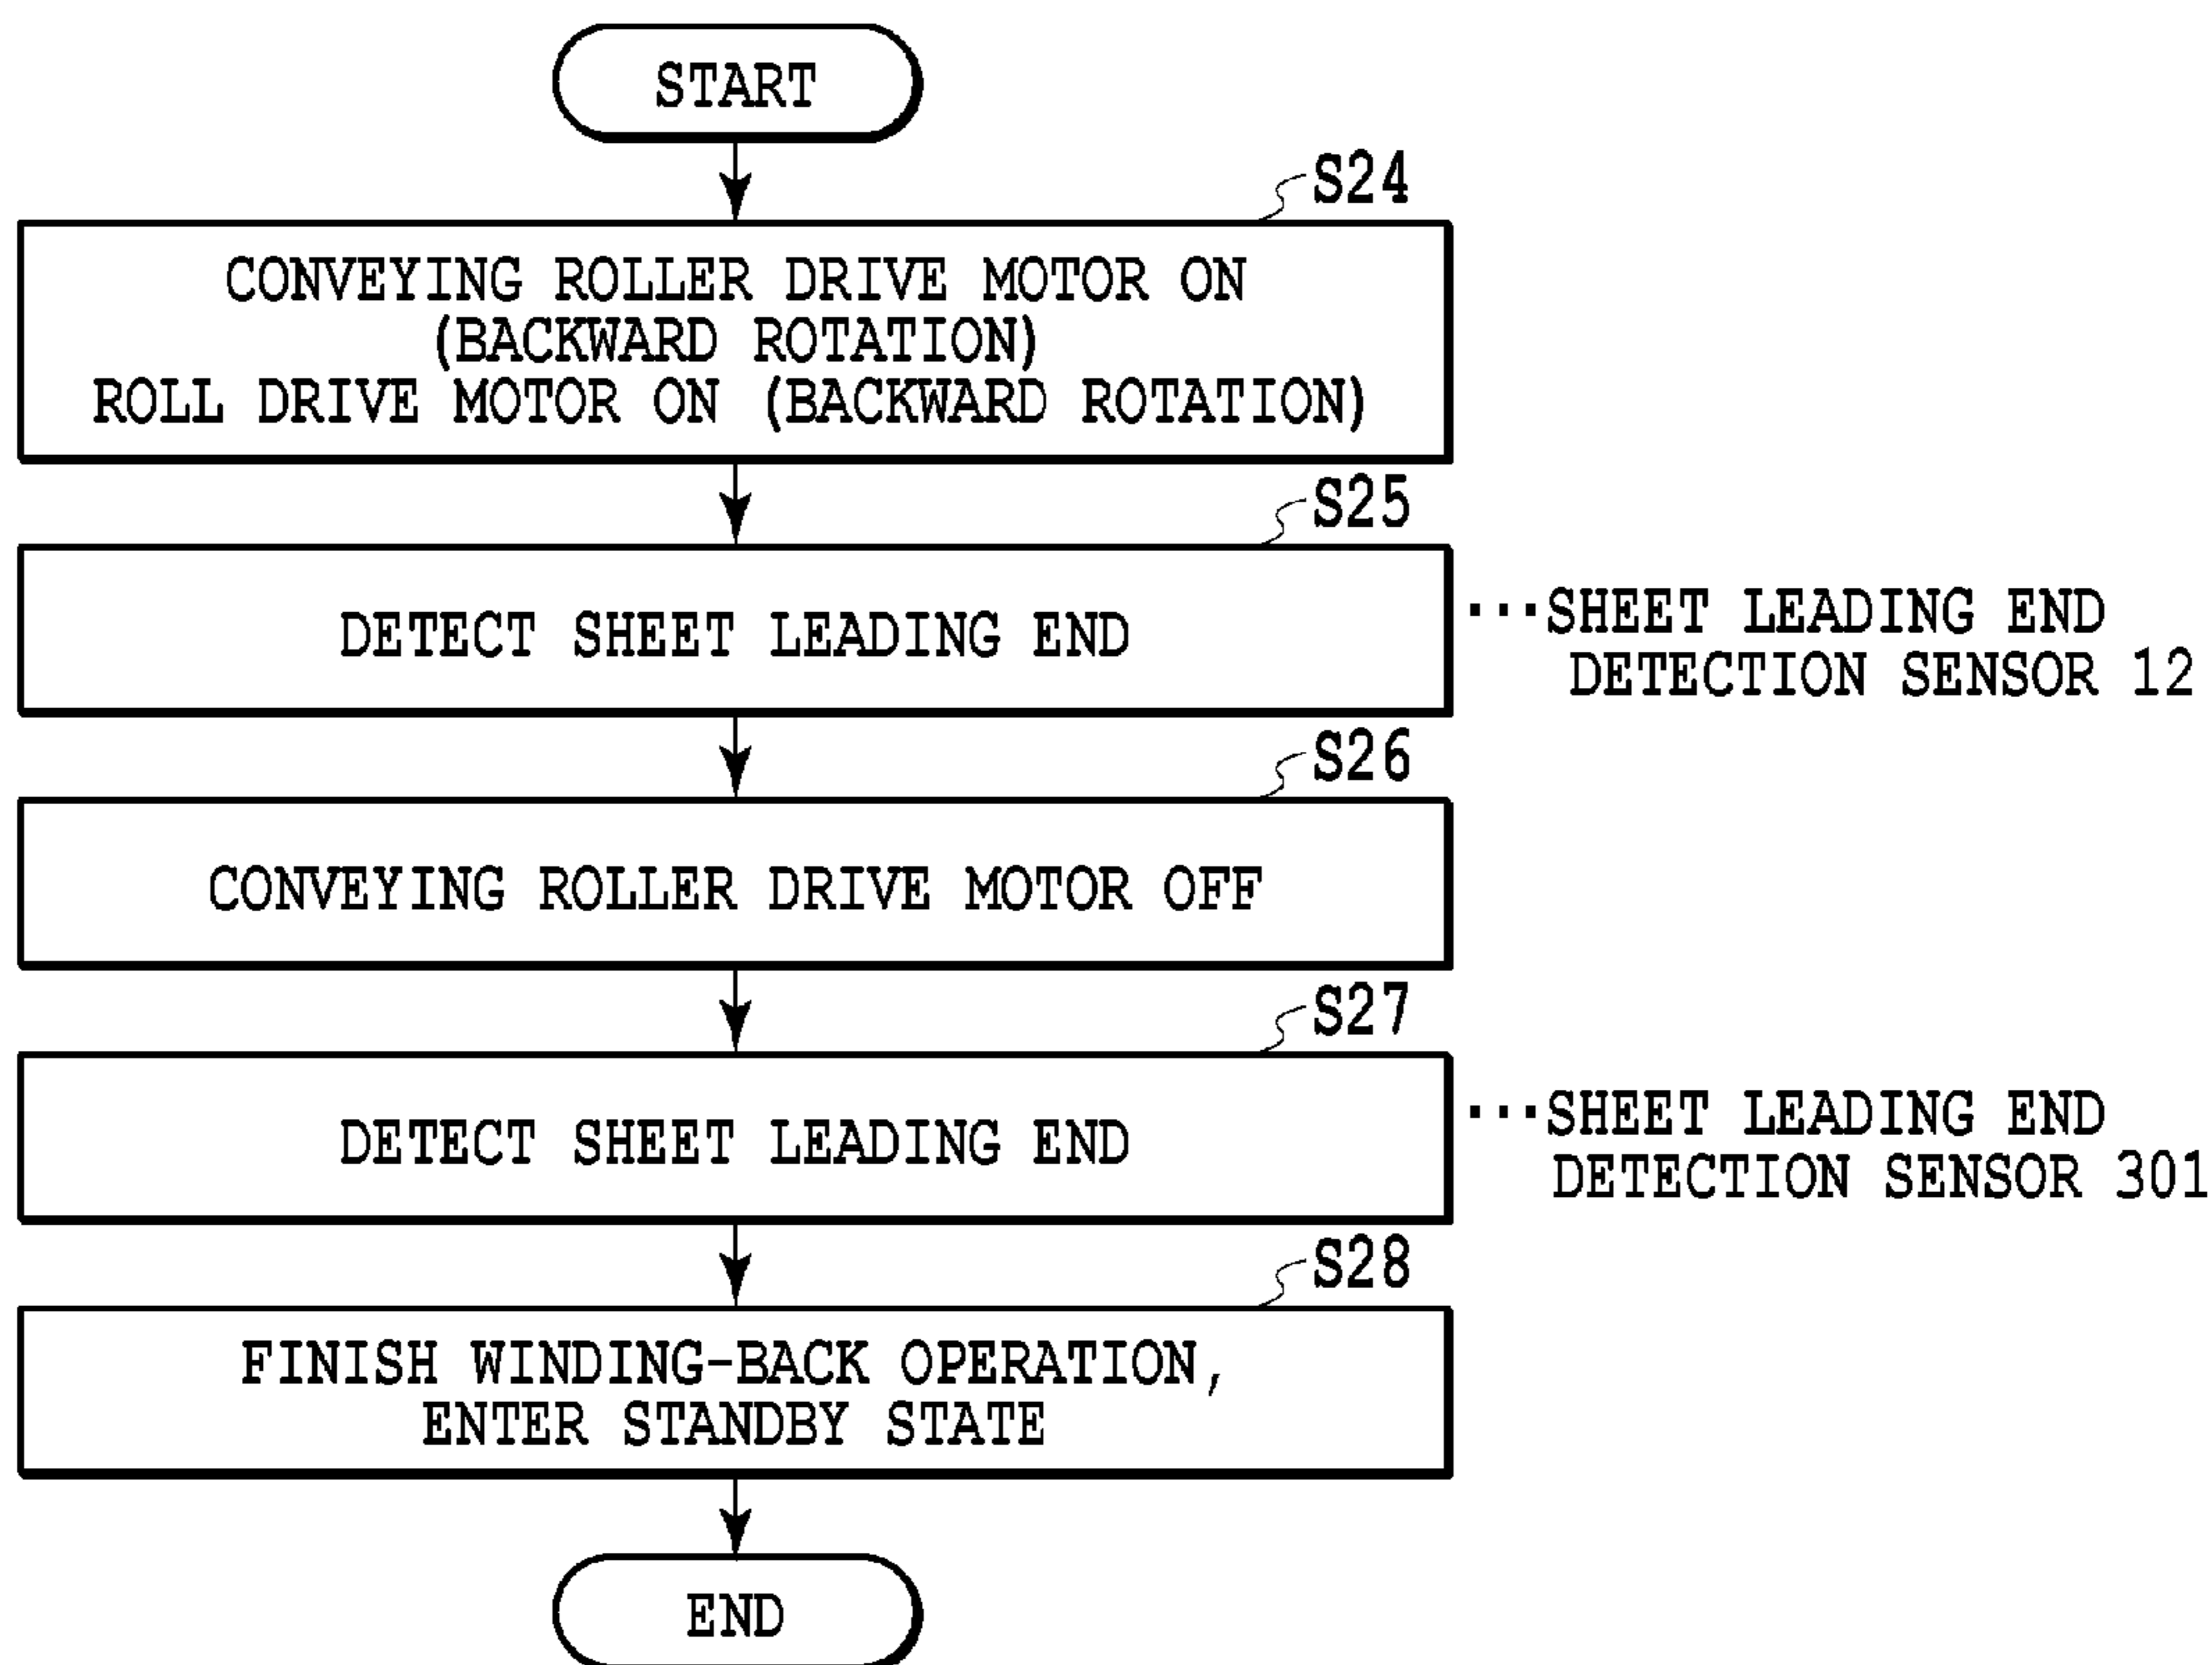 START
S24
CONVEYING ROLLER DRIVE MOTOR ON
(BACKWARD ROTATION)
ROLL DRIVE MOTOR ON (BACKWARD ROTATION)
S25
DETECT SHEET LEADING END
···SHEET LEADING END
DETECTION SENSOR 12
S26
CONVEYING ROLLER DRIVE MOTOR OFF
S27
DETECT SHEET LEADING END
···SHEET LEADING END
DETECTION SENSOR 301
S28
FINISH WINDING-BACK OPERATION,
ENTER STANDBY STATE
END